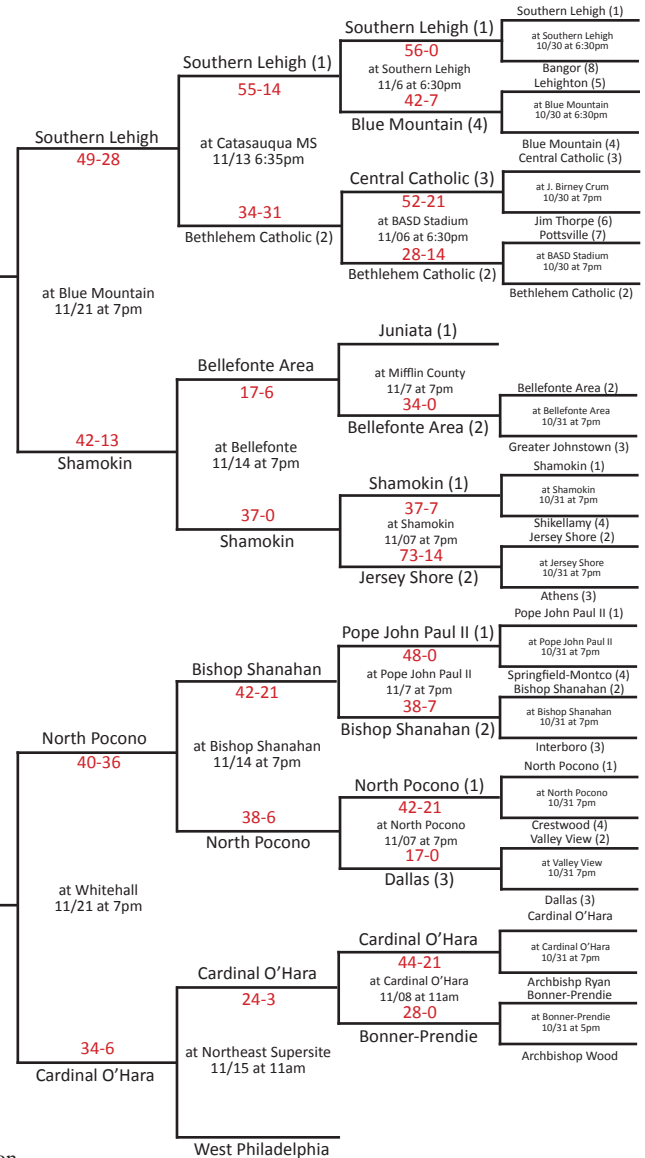 Southern Lehigh (1)
at Southern Lehigh
10/30 at 6:30pm
Bangor (8)
Lehighton (5)
at Blue Mountain
10/30 at 6:30pm
Blue Mountain (4)
Central Catholic (3)
at J. Birney Crum
10/30 at 7pm
Jim Thorpe (6)
Pottsville (7)
at BASD Stadium
10/30 at 7pm
Bethlehem Catholic (2)
Bellefonte Area (2)
at Bellefonte Area
10/31 at 7pm
Greater Johnstown (3)
Shamokin (1)
at Shamokin
10/31 at 7pm
Shikellamy (4)
Jersey Shore (2)
at Jersey Shore
10/31 at 7pm
Athens (3)
Pope John Paul II (1)
at Pope John Paul II
10/31 at 7pm
Springfield-Montco (4)
Bishop Shanahan (2)
at Bishop Shanahan
10/31 at 7pm
Interboro (3)
North Pocono (1)
at North Pocono
10/31 7pm
Crestwood (4)
Valley View (2)
at Valley View
10/31 7pm
Dallas (3)
Cardinal O’Hara
at Cardinal O’Hara
10/31 at 7pm
Archbishp Ryan
Bonner-Prendie
at Bonner-Prendie
10/31 at 5pm
Archbishop Wood
Southern Lehigh (1)
56-0
at Southern Lehigh
11/6 at 6:30pm
42-7
Blue Mountain (4)
Central Catholic (3)
52-21
at BASD Stadium
11/06 at 6:30pm
28-14
Bethlehem Catholic (2)
Juniata (1)
at Mifflin County
11/7 at 7pm
34-0
Bellefonte Area (2)
Shamokin (1)
37-7
at Shamokin
11/07 at 7pm
73-14
Jersey Shore (2)
Pope John Paul II (1)
48-0
at Pope John Paul II
11/7 at 7pm
38-7
Bishop Shanahan (2)
North Pocono (1)
42-21
at North Pocono
11/07 at 7pm
17-0
Dallas (3)
Cardinal O’Hara
44-21
at Cardinal O’Hara
11/08 at 11am
28-0
Bonner-Prendie
Southern Lehigh (1)
55-14
at Catasauqua MS
11/13 6:35pm
34-31
Bethlehem Catholic (2)
Bellefonte Area
17-6
at Bellefonte
11/14 at 7pm
37-0
Shamokin
Bishop Shanahan
42-21
at Bishop Shanahan
11/14 at 7pm
38-6
North Pocono
Cardinal O’Hara
24-3
at Northeast Supersite
11/15 at 11am
West Philadelphia
Southern Lehigh
49-28
at Blue Mountain
11/21 at 7pm
42-13
Shamokin
North Pocono
40-36
at Whitehall
11/21 at 7pm
34-6
Cardinal O’Hara